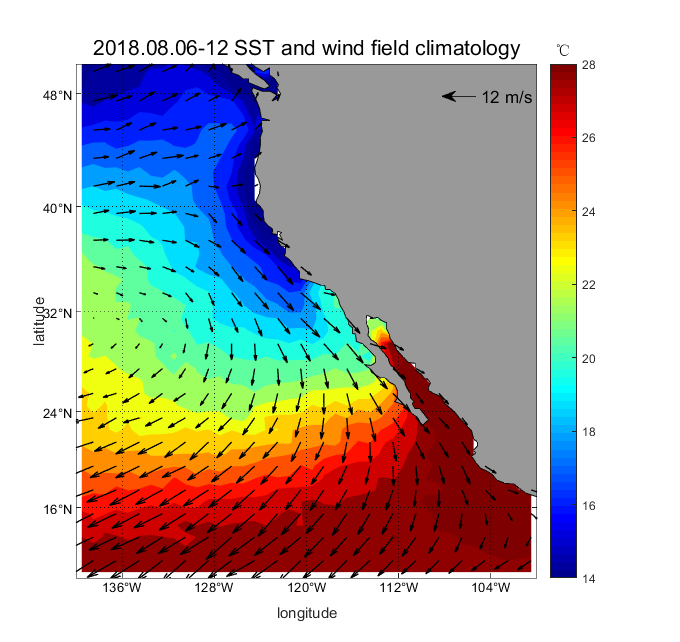 2018.08.06-12 SST and wind field climatology
℃
12 m/s
48°N
40°N
32°N
24°N
16°N
latitude
136°W
128°W
120°W
112°W
104°W
longitude
28
26
24
22
20
18
16
14